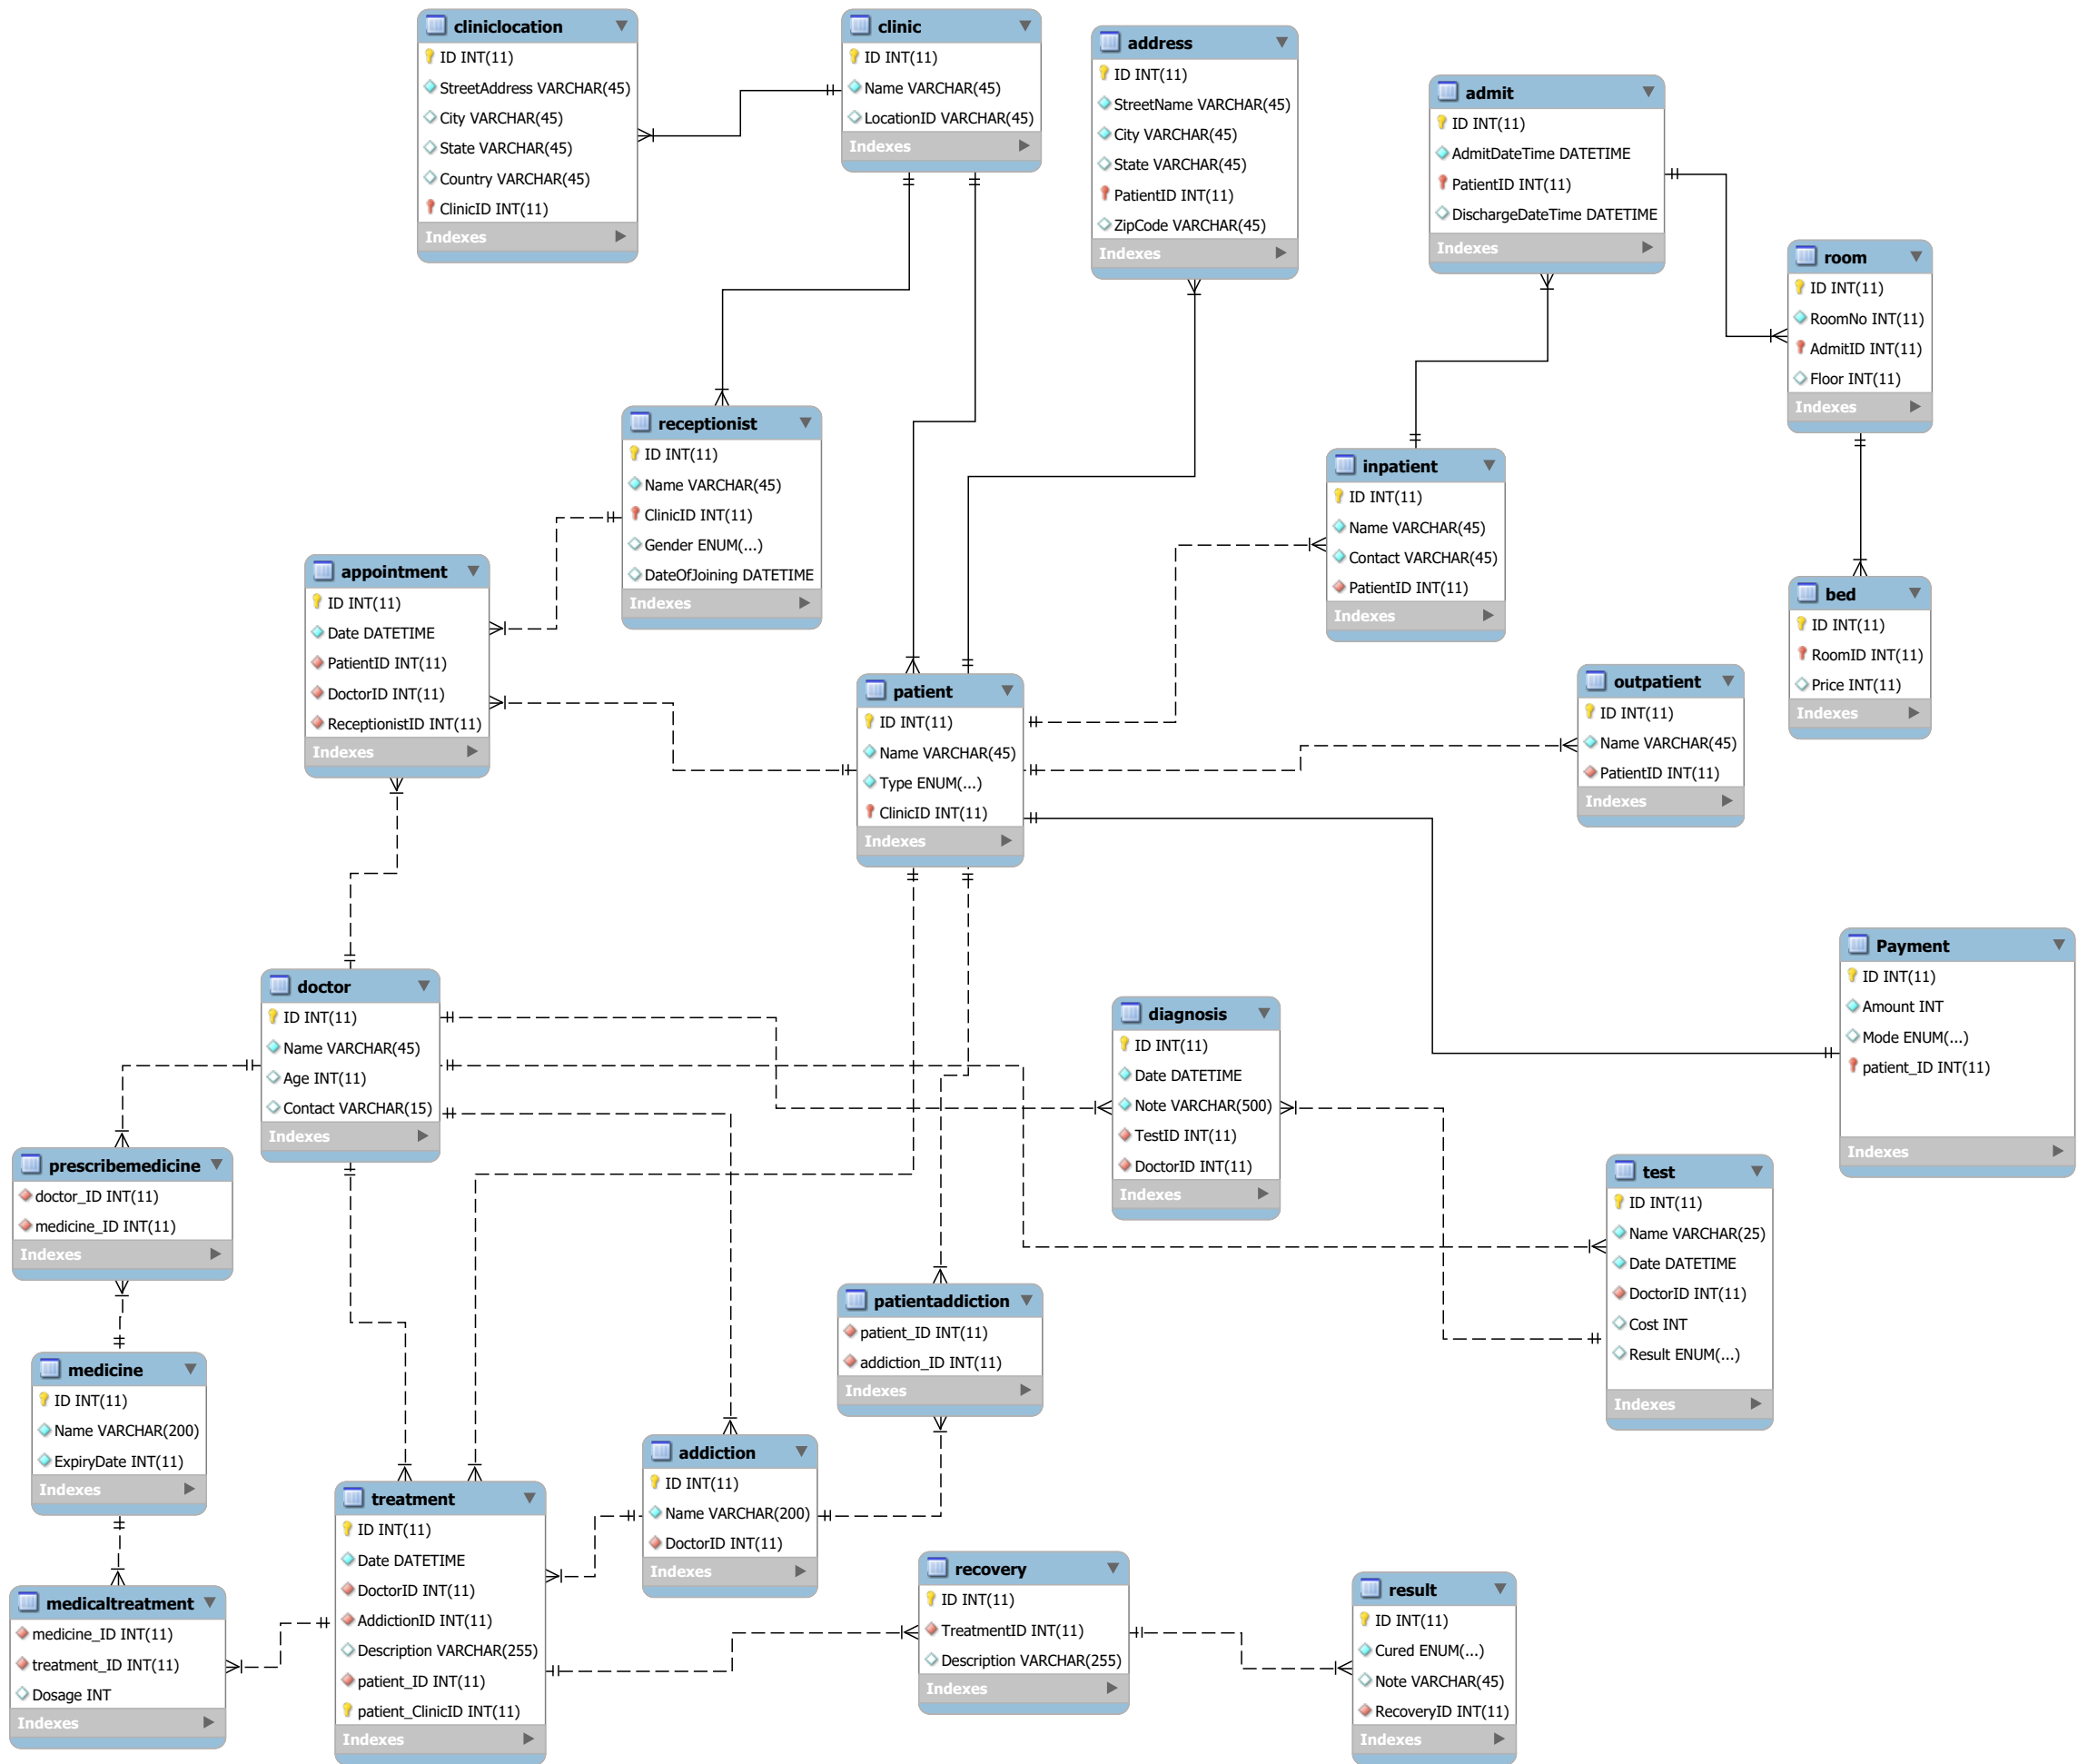 cliniclocation
ID INT(11)
StreetAddress VARCHAR(45)
City VARCHAR(45)
State VARCHAR(45)
Country VARCHAR(45)
ClinicID INT(11)
Indexes
clinic
ID INT(11)
Name VARCHAR(45)
LocationID VARCHAR(45)
Indexes
address
ID INT(11)
StreetName VARCHAR(45)
City VARCHAR(45)
State VARCHAR(45)
PatientID INT(11)
ZipCode VARCHAR(45)
Indexes
admit
ID INT(11)
AdmitDateTime DATETIME
PatientID INT(11)
DischargeDateTime DATETIME
Indexes
room
ID INT(11)
RoomNo INT(11)
AdmitID INT(11)
Floor INT(11)
Indexes
receptionist
ID INT(11)
Name VARCHAR(45)
ClinicID INT(11)
Gender ENUM(...)
DateOfJoining DATETIME
Indexes
inpatient
ID INT(11)
Name VARCHAR(45)
Contact VARCHAR(45)
PatientID INT(11)
Indexes
appointment
ID INT(11)
Date DATETIME
PatientID INT(11)
DoctorID INT(11)
ReceptionistID INT(11)
Indexes
bed
ID INT(11)
RoomID INT(11)
Price INT(11)
Indexes
patient
ID INT(11)
Name VARCHAR(45)
Type ENUM(...)
ClinicID INT(11)
Indexes
outpatient
ID INT(11)
Name VARCHAR(45)
PatientID INT(11)
Indexes
Payment
ID INT(11)
Amount INT
Mode ENUM(...)
patient_ID INT(11)
Indexes
doctor
ID INT(11)
Name VARCHAR(45)
Age INT(11)
Contact VARCHAR(15)
Indexes
diagnosis
ID INT(11)
Date DATETIME
Note VARCHAR(500)
TestID INT(11)
DoctorID INT(11)
Indexes
prescribemedicine
doctor_ID INT(11)
medicine_ID INT(11)
Indexes
test
ID INT(11)
Name VARCHAR(25)
Date DATETIME
DoctorID INT(11)
Cost INT
Result ENUM(...)
Indexes
patientaddiction
patient_ID INT(11)
addiction_ID INT(11)
Indexes
medicine
ID INT(11)
Name VARCHAR(200)
ExpiryDate INT(11)
Indexes
addiction
ID INT(11)
Name VARCHAR(200)
DoctorID INT(11)
Indexes
treatment
ID INT(11)
Date DATETIME
DoctorID INT(11)
AddictionID INT(11)
Description VARCHAR(255)
patient_ID INT(11)
patient_ClinicID INT(11)
Indexes
recovery
ID INT(11)
TreatmentID INT(11)
Description VARCHAR(255)
Indexes
result
ID INT(11)
Cured ENUM(...)
Note VARCHAR(45)
RecoveryID INT(11)
Indexes
medicaltreatment
medicine_ID INT(11)
treatment_ID INT(11)
Dosage INT
Indexes